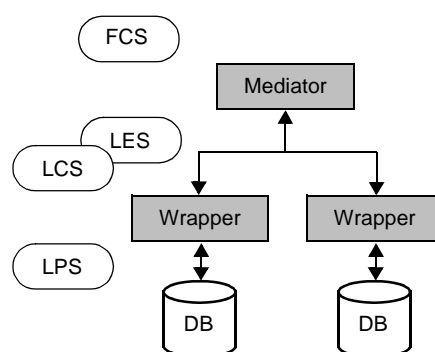 FCS
Mediator
LES
LCS
Wrapper Wrapper
LPS
DB DB